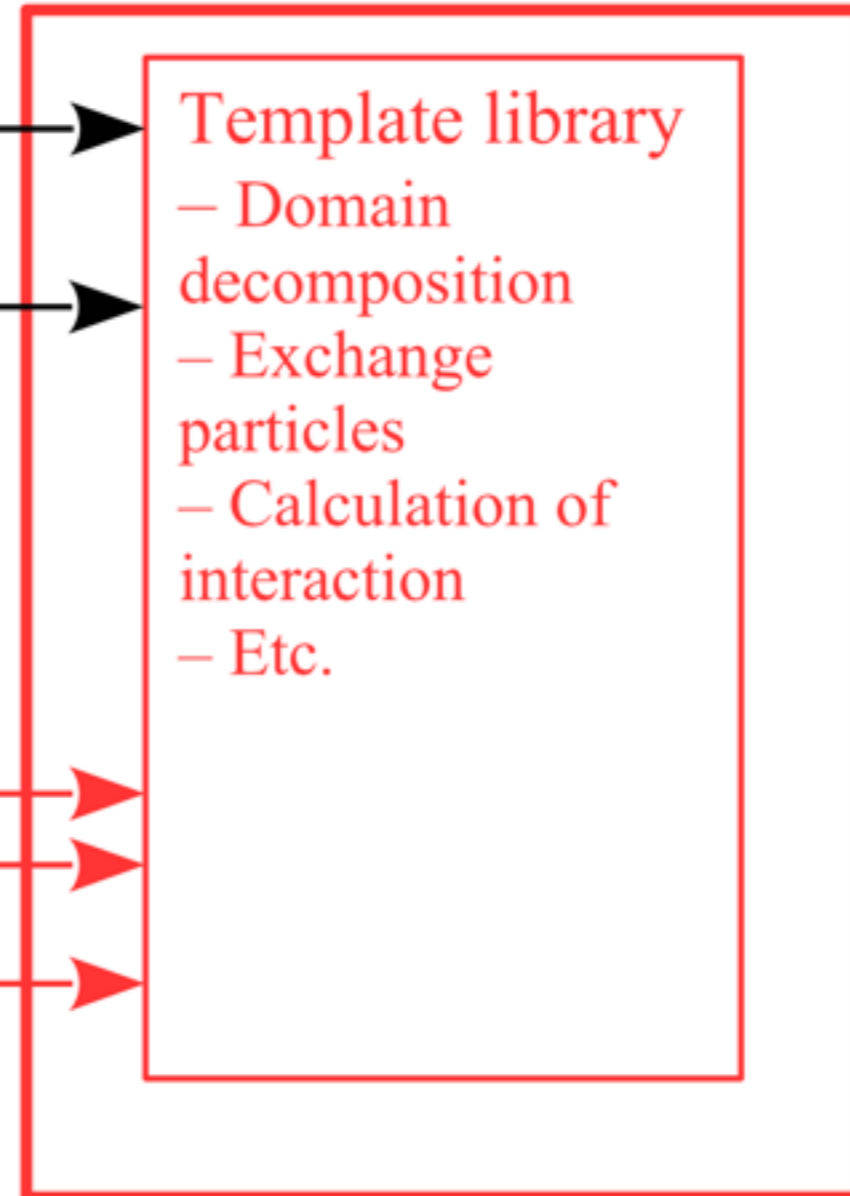 Template library
– Domain
decomposition
– Exchange
particles
– Calculation of
interaction
– Etc.